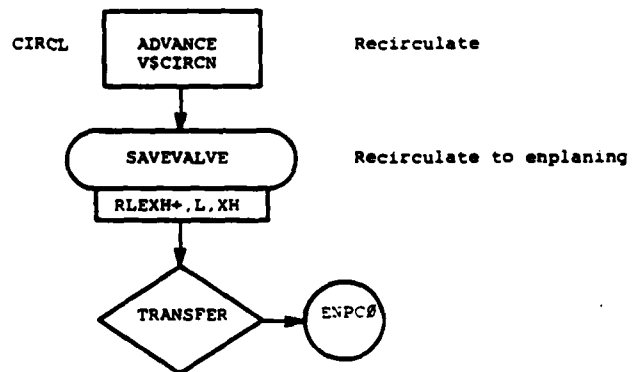 CIRCL ADVANCE Recirculate
V$CIRCN
SAVEVALVE Recirculate to enplaning
RLEXH+,L,XH
TRANSFER ENPCØ